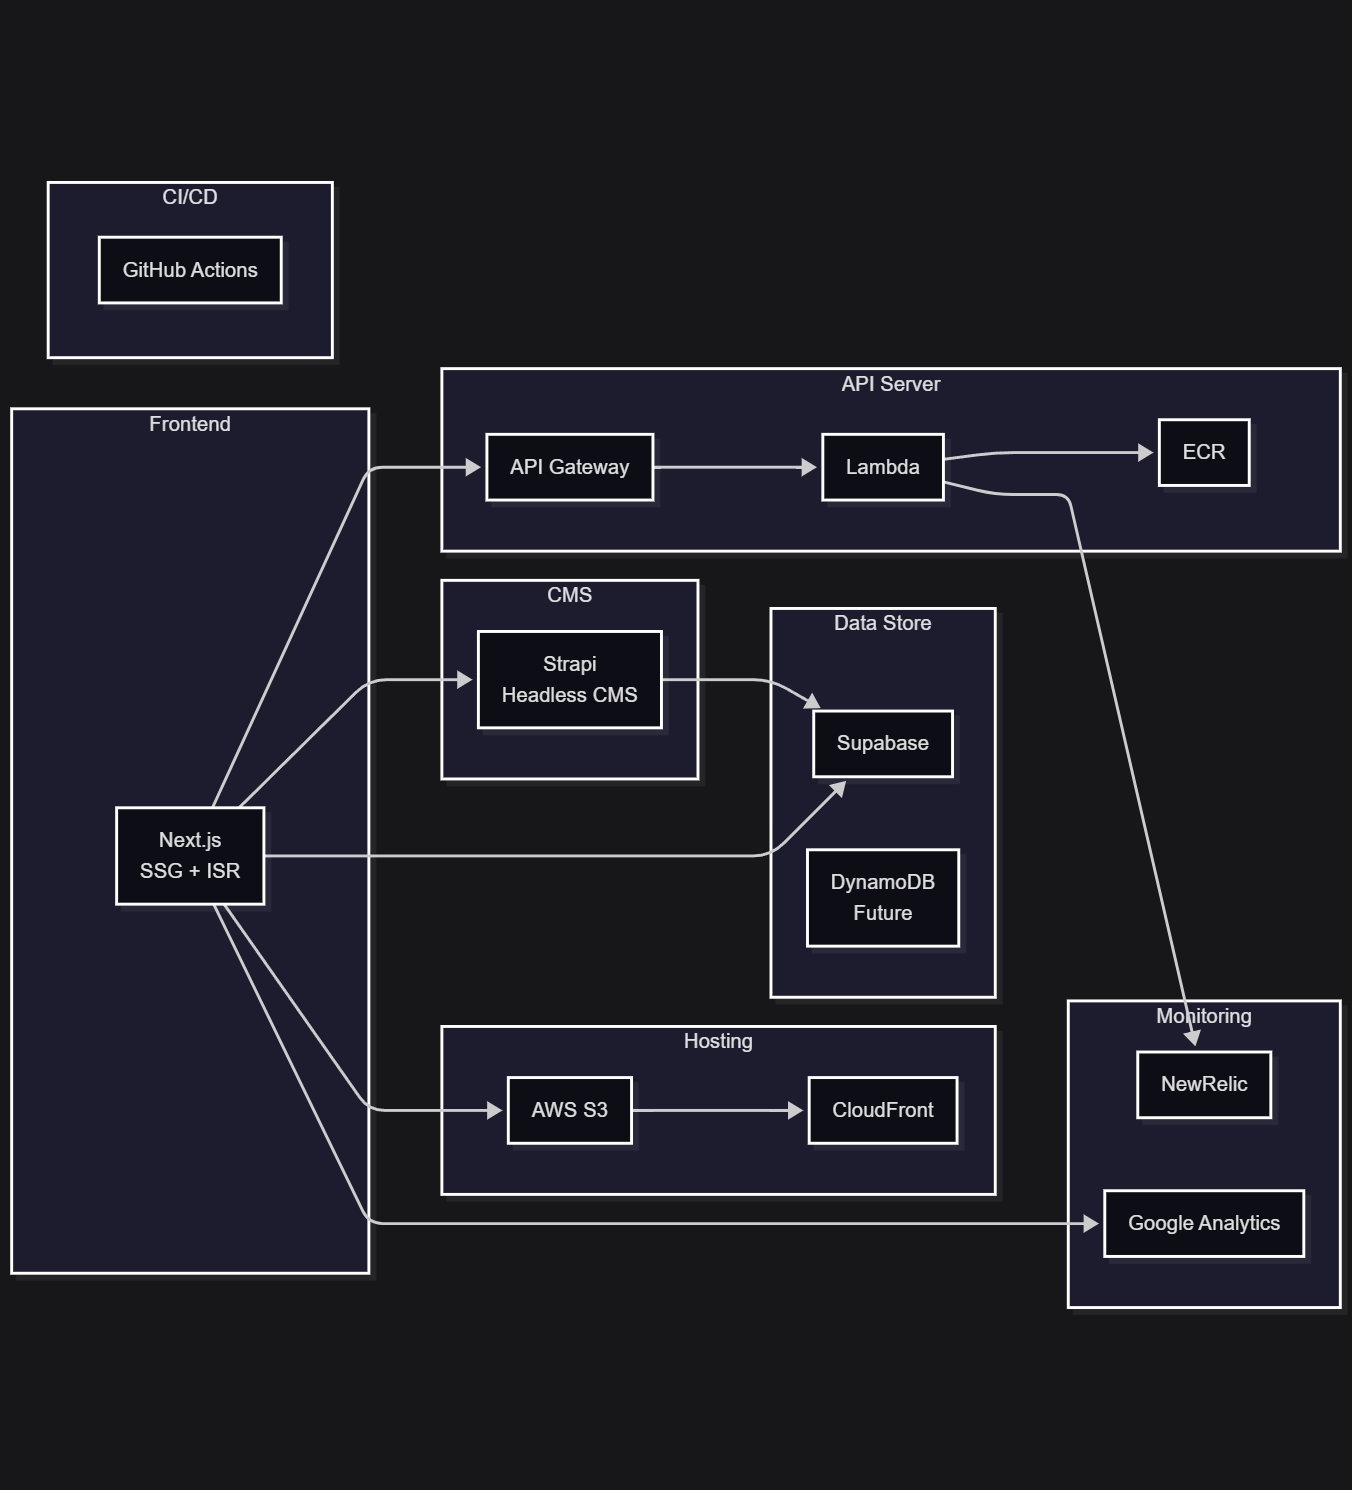 CI/CD
GitHub Actions
Frontend
Next.js
SSG + ISR
API Server
API Gateway
Lambda
ECR
CMS
Strapi
Headless CMS
Data Store
Supabase
DynamoDB
Future
Hosting
AWS S3
CloudFront
Monitoring
NewRelic
Google Analytics